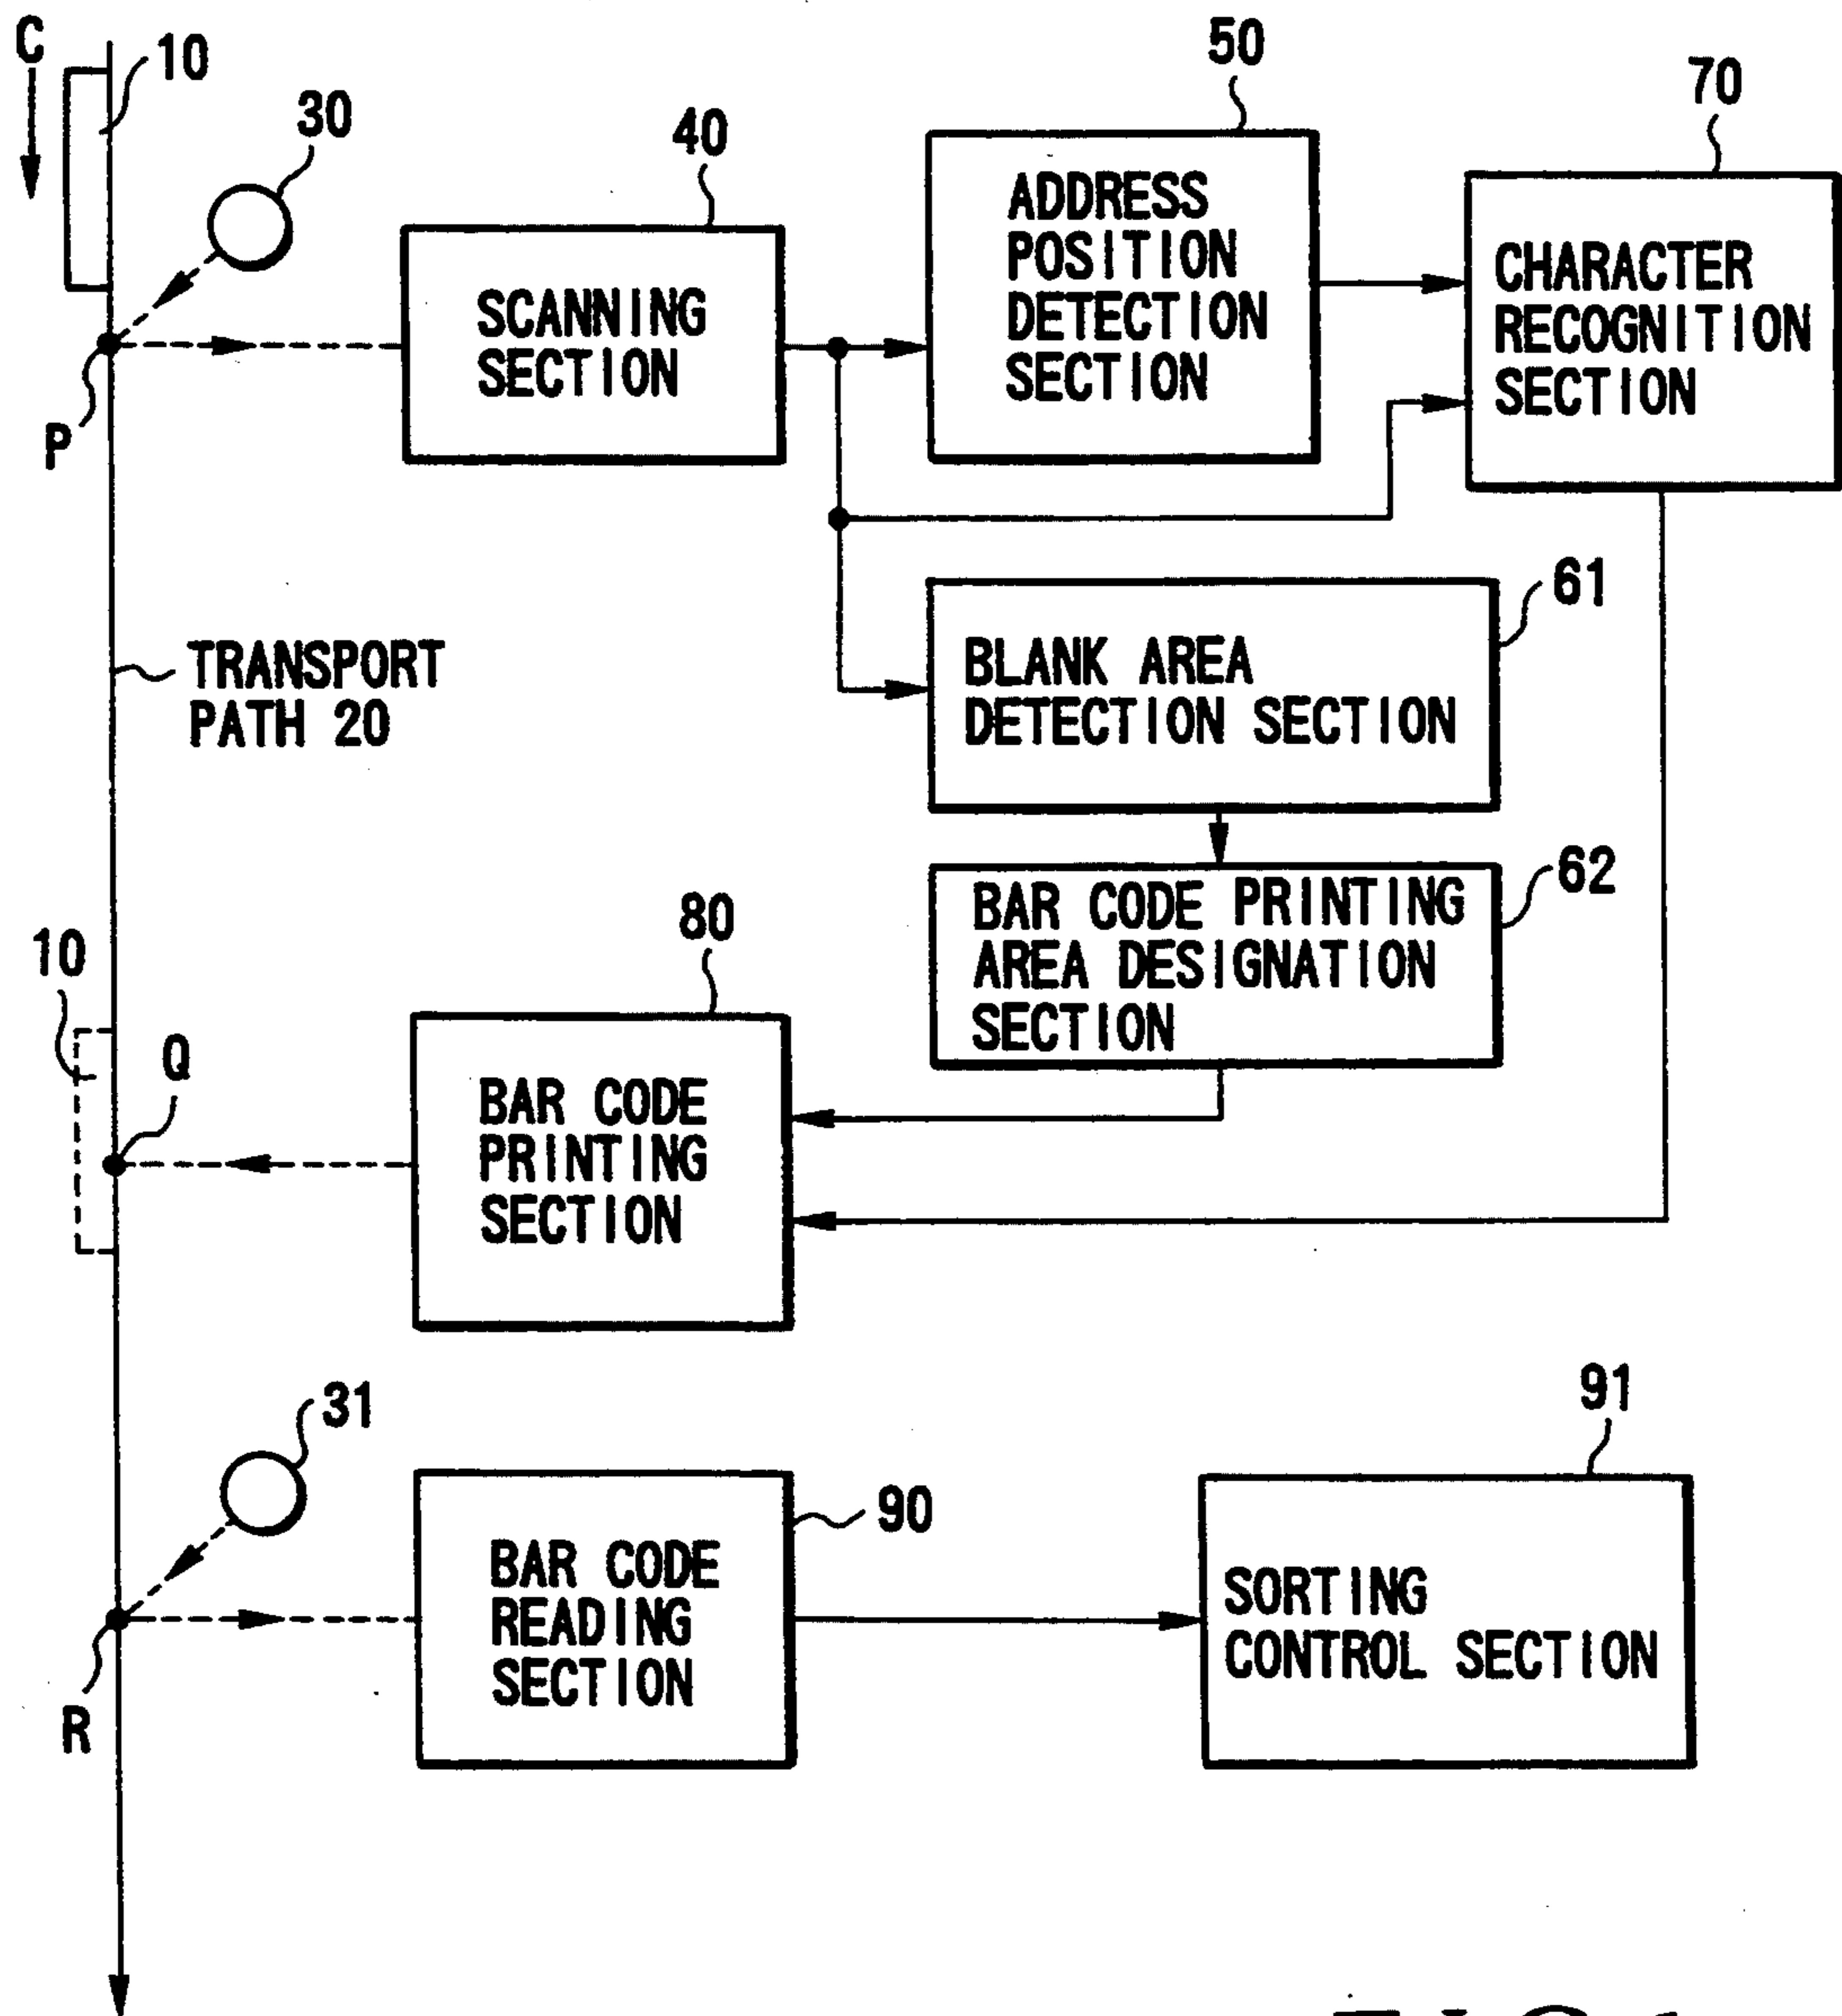 C
10
30
40
50
70
SCANNING
SECTION
ADDRESS
POSITION
DETECTION
SECTION
CHARACTER
RECOGNITION
SECTION
P
61
BLANK AREA
DETECTION SECTION
TRANSPORT
PATH 20
62
BAR CODE PRINTING
AREA DESIGNATION
SECTION
10
80
Q
BAR CODE
PRINTING
SECTION
31
90
91
BAR CODE
READING
SECTION
SORTING
CONTROL SECTION
R